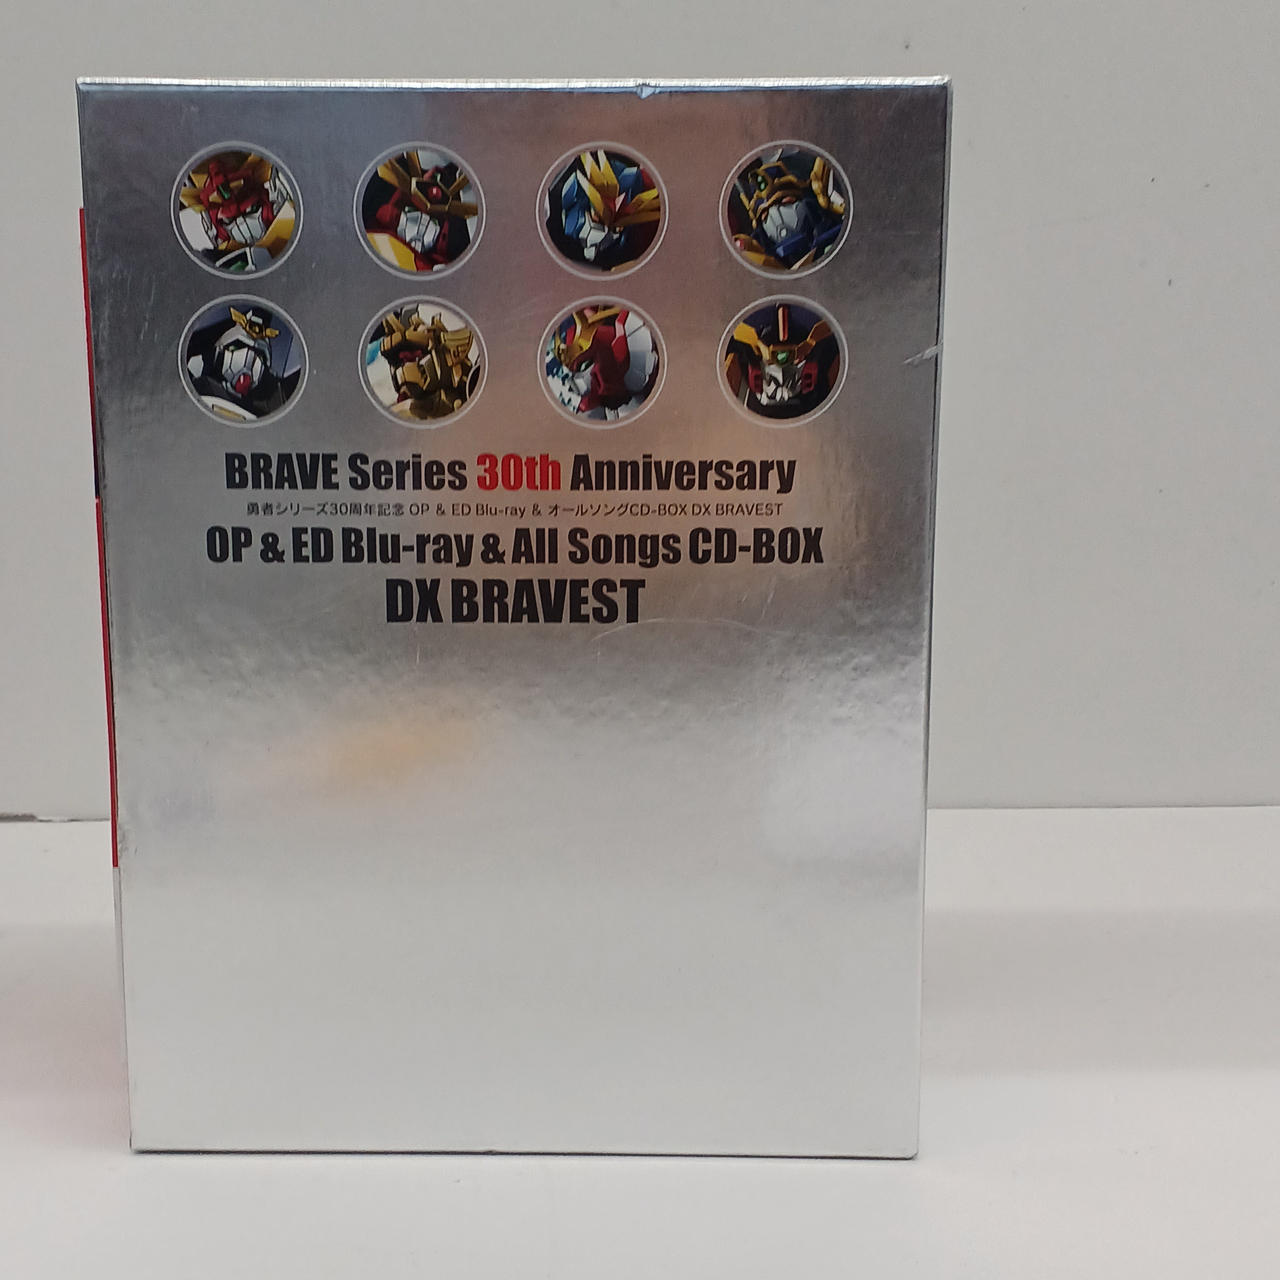 BRAVE Series 30th Anniversary
勇者シリーズ30周年記念 OP & ED Blu-ray & オールソングCD-BOX DX BRAVEST
OP & ED Blu-ray & All Songs CD-BOX
DX BRAVEST